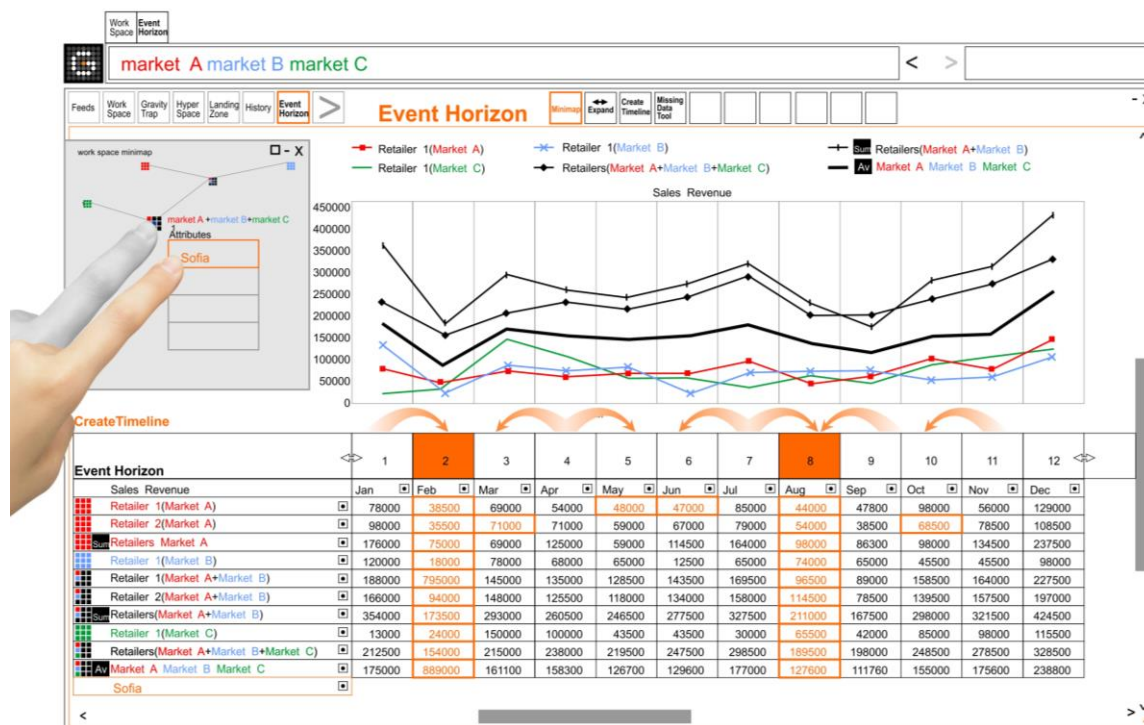 Work Space Event Horizon
G
market A market B market C < >
Feeds Work Space Gravity Trap Hyper Space Landing Zone History Event Horizon > Event Horizon Minimap Expand Create Timeline Missing Data Tool
work space minimap - X
market A +market B+market C
1
Attributes
Sofia
Retailer 1(Market A) Retailer 1(Market B) Sum Retailers(Market A+Market B)
Retailer 1(Market C) Retailers(Market A+Market B+Market C) Av Market A Market B Market C
Sales Revenue
450000
400000
350000
300000
250000
200000
150000
100000
50000
0
CreateTimeline
Event Horizon 1 2 3 4 5 6 7 8 9 10 11 12
Sales Revenue Jan Feb Mar Apr May Jun Jul Aug Sep Oct Nov Dec
Retailer 1(Market A) 78000 38500 69000 54000 48000 47000 85000 44000 47800 98000 56000 129000
Retailer 2(Market A) 98000 35500 71000 71000 59000 67000 79000 54000 38500 68500 78500 108500
Sum Retailers Market A 176000 75000 69000 125000 59000 114500 164000 98000 86300 98000 134500 237500
Retailer 1(Market B) 120000 18000 78000 68000 65000 12500 65000 74000 65000 45500 45500 98000
Retailer 1(Market A+Market B) 188000 795000 145000 135000 128500 143500 169500 96500 89000 158500 164000 227500
Retailer 2(Market A+Market B) 166000 94000 148000 125500 118000 134000 158000 114500 78500 139500 157500 197000
Sum Retailers(Market A+Market B) 354000 173500 293000 260500 246500 277500 327500 211000 167500 298000 321500 424500
Retailer 1(Market C) 13000 24000 150000 100000 43500 43500 30000 65500 42000 85000 98000 115500
Retailers(Market A+Market B+Market C) 212500 154000 215000 238000 219500 247500 298500 189500 198000 248500 278500 328500
Av Market A Market B Market C 175000 889000 161100 158300 126700 129600 177000 127600 111760 155000 175600 238800
Sofia
< >